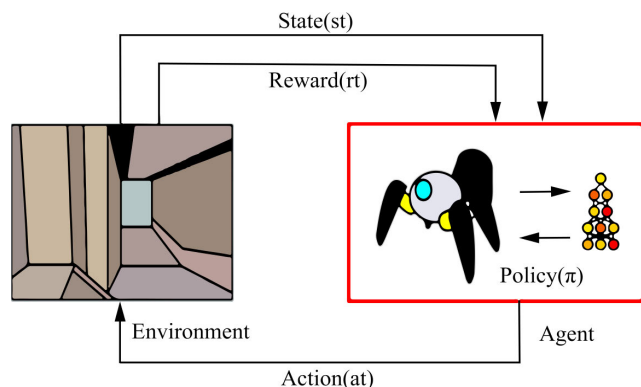 State(st)
Reward(rt)
Policy(π)
Environment
Agent
Action(at)